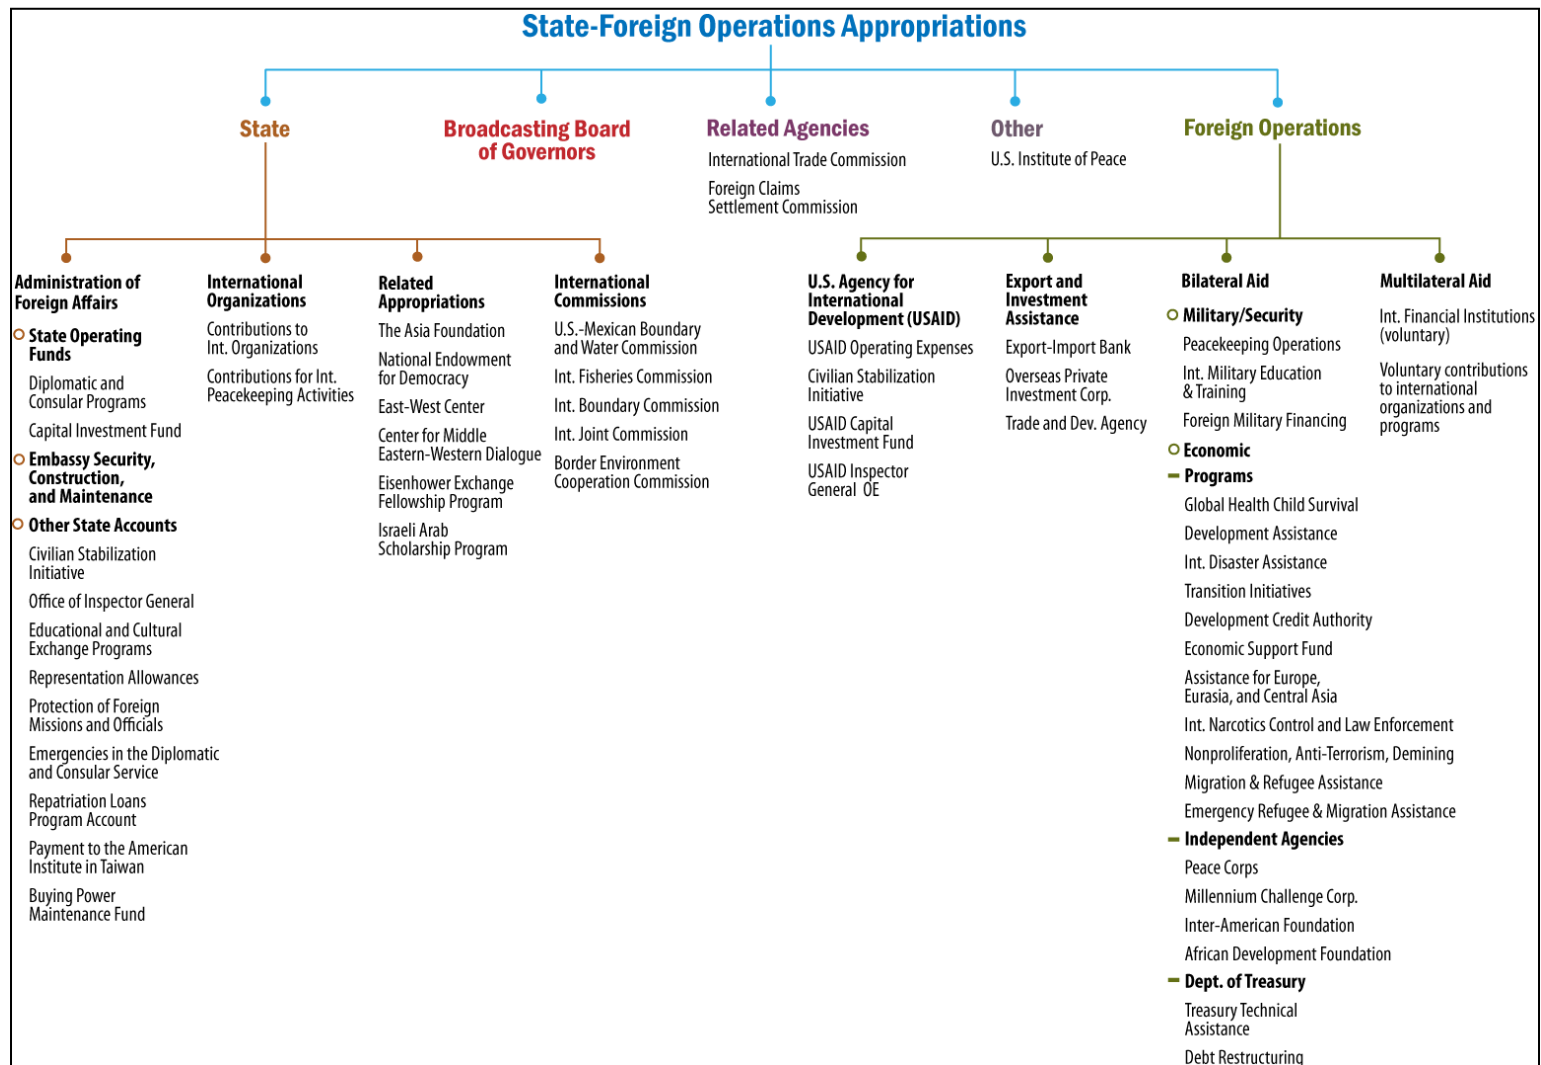 State-Foreign Operations Appropriations
State
Broadcasting Board
of Governors
Related Agencies
International Trade Commission
Foreign Claims
Settlement Commission
Other
U.S. Institute of Peace
Foreign Operations
Administration of
Foreign Affairs
State Operating
Funds
Diplomatic and
Consular Programs
Capital Investment Fund
Embassy Security,
Construction,
and Maintenance
Other State Accounts
Civilian Stabilization
Initiative
Office of Inspector General
Educational and Cultural
Exchange Programs
Representation Allowances
Protection of Foreign
Missions and Officials
Emergencies in the Diplomatic
and Consular Service
Repatriation Loans
Program Account
Payment to the American
Institute in Taiwan
Buying Power
Maintenance Fund
International
Organizations
Contributions to
Int. Organizations
Contributions for Int.
Peacekeeping Activities
Related
Appropriations
The Asia Foundation
National Endowment
for Democracy
East-West Center
Center for Middle
Eastern-Western Dialogue
Eisenhower Exchange
Fellowship Program
Israeli Arab
Scholarship Program
International
Commissions
U.S.-Mexican Boundary
and Water Commission
Int. Fisheries Commission
Int. Boundary Commission
Int. Joint Commission
Border Environment
Cooperation Commission
U.S. Agency for
International
Development (USAID)
USAID Operating Expenses
Civilian Stabilization
Initiative
USAID Capital
Investment Fund
USAID Inspector
General OE
Export and
Investment
Assistance
Export-Import Bank
Overseas Private
Investment Corp.
Trade and Dev. Agency
Bilateral Aid
Military/Security
Peacekeeping Operations
Int. Military Education
& Training
Foreign Military Financing
Economic
Programs
Global Health Child Survival
Development Assistance
Int. Disaster Assistance
Transition Initiatives
Development Credit Authority
Economic Support Fund
Assistance for Europe,
Eurasia, and Central Asia
Int. Narcotics Control and Law Enforcement
Nonproliferation, Anti-Terrorism, Demining
Migration & Refugee Assistance
Emergency Refugee & Migration Assistance
Independent Agencies
Peace Corps
Millennium Challenge Corp.
Inter-American Foundation
African Development Foundation
Dept. of Treasury
Treasury Technical
Assistance
Debt Restructuring
Multilateral Aid
Int. Financial Institutions
(voluntary)
Voluntary contributions
to international
organizations and
programs